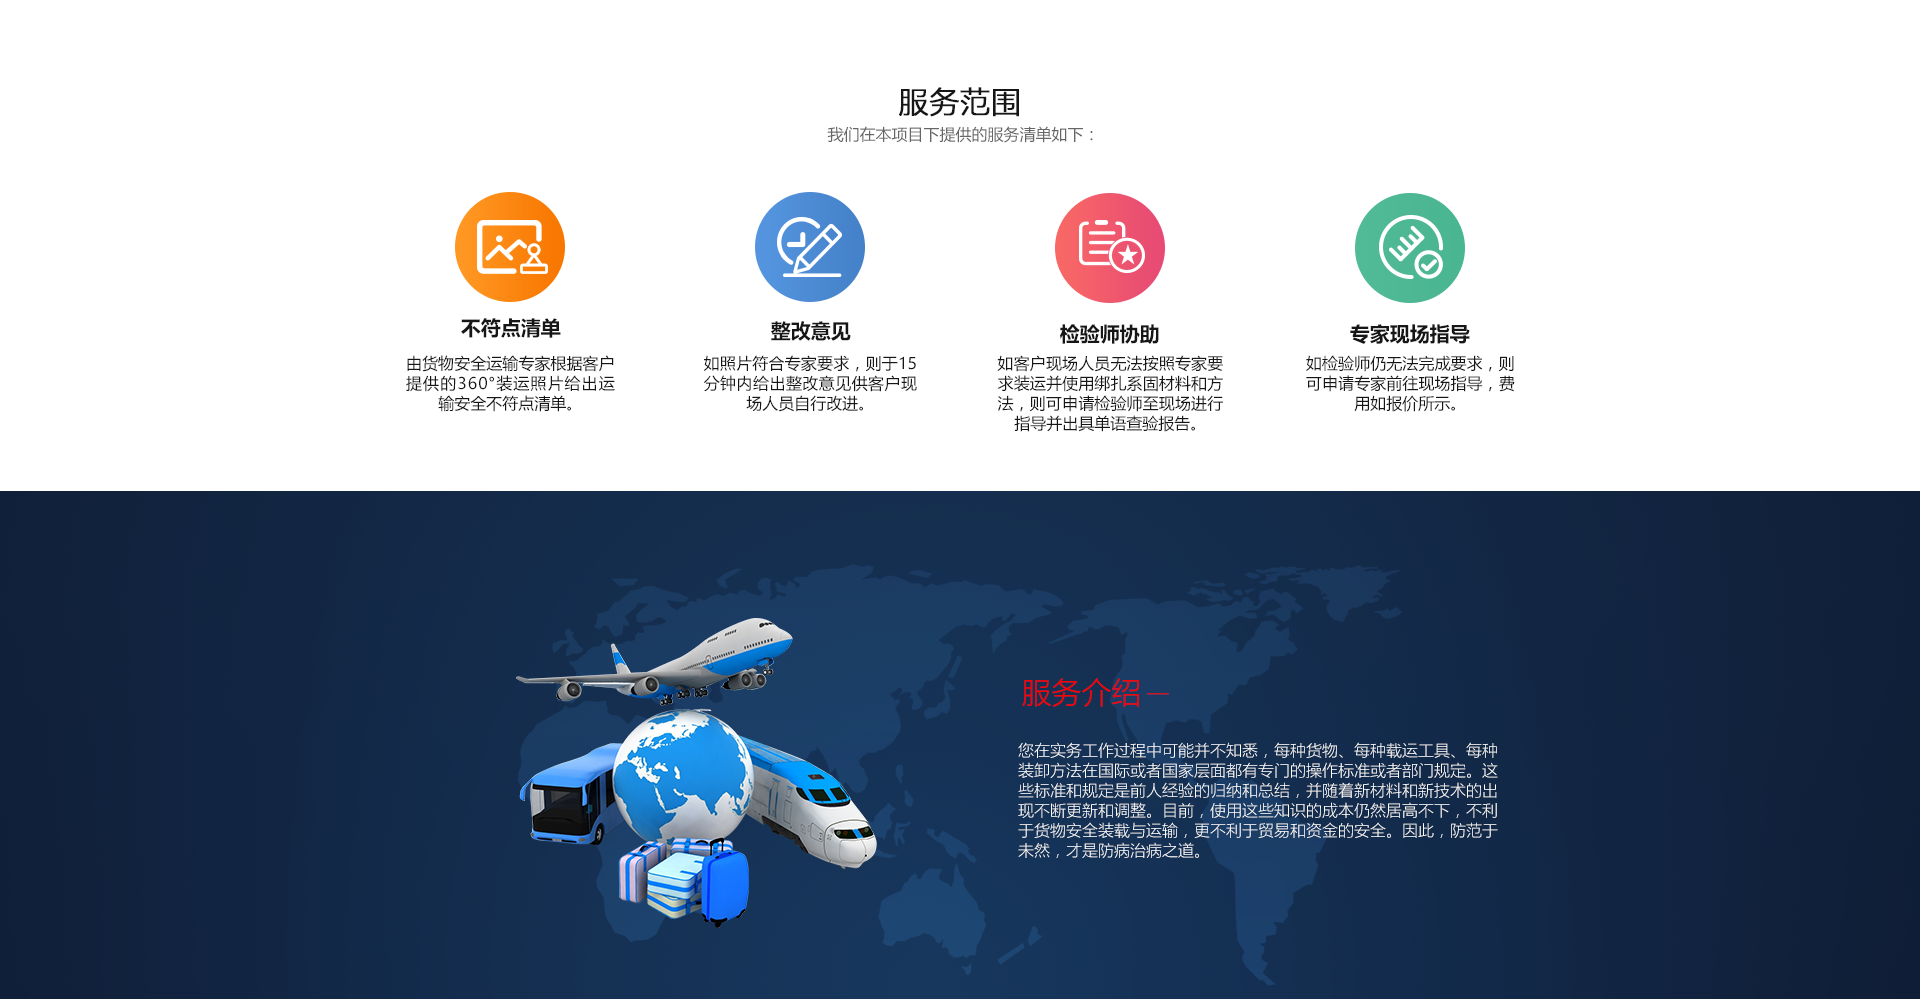 服务范围
我们在本项目下提供的服务清单如下：
不符点清单
由货物安全运输专家根据客户
提供的360°装运照片给出运
输安全不符点清单。
整改意见
如照片符合专家要求，则于15
分钟内给出整改意见供客户现
场人员自行改进。
检验师协助
如客户现场人员无法按照专家要
求装运并使用绑扎系固材料和方
法，则可申请检验师至现场进行
指导并出具单语查验报告。
专家现场指导
如检验师仍无法完成要求，则
可申请专家前往现场指导，费
用如报价所示。
服务介绍
您在实务工作过程中可能并不知悉，每种货物、每种载运工具、每种
装卸方法在国际或者国家层面都有专门的操作标准或者部门规定。这
些标准和规定是前人经验的归纳和总结，并随着新材料和新技术的出
现不断更新和调整。目前，使用这些知识的成本仍然居高不下，不利
于货物安全装载与运输，更不利于贸易和资金的安全。因此，防范于
未然，才是防病治病之道。